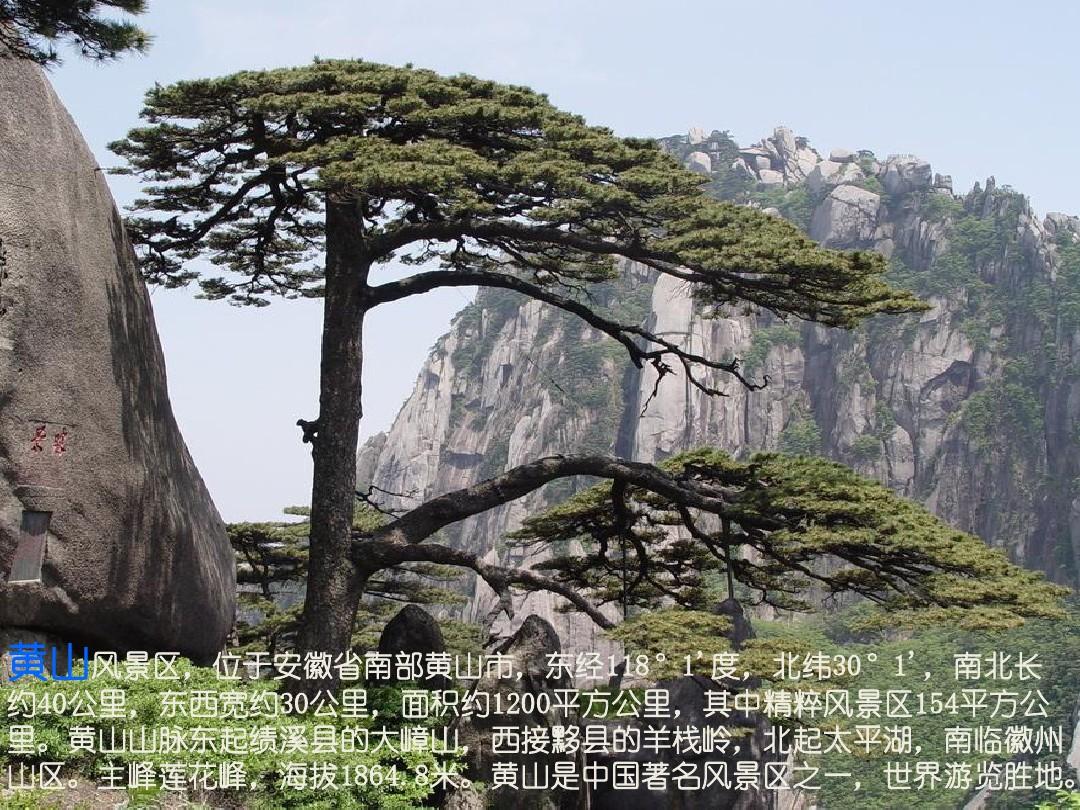 黄山风景区，位于安徽省南部黄山市，东经118°1′度，北纬30°1′，南北长
约40公里，东西宽约30公里，面积约1200平方公里，其中精粹风景区154平方公
里。黄山山脉东起绩溪县的大嶂山，西接黟县的羊栈岭，北起太平湖，南临徽州
山区。主峰莲花峰，海拔1864.8米。黄山是中国著名风景区之一，世界游览胜地。